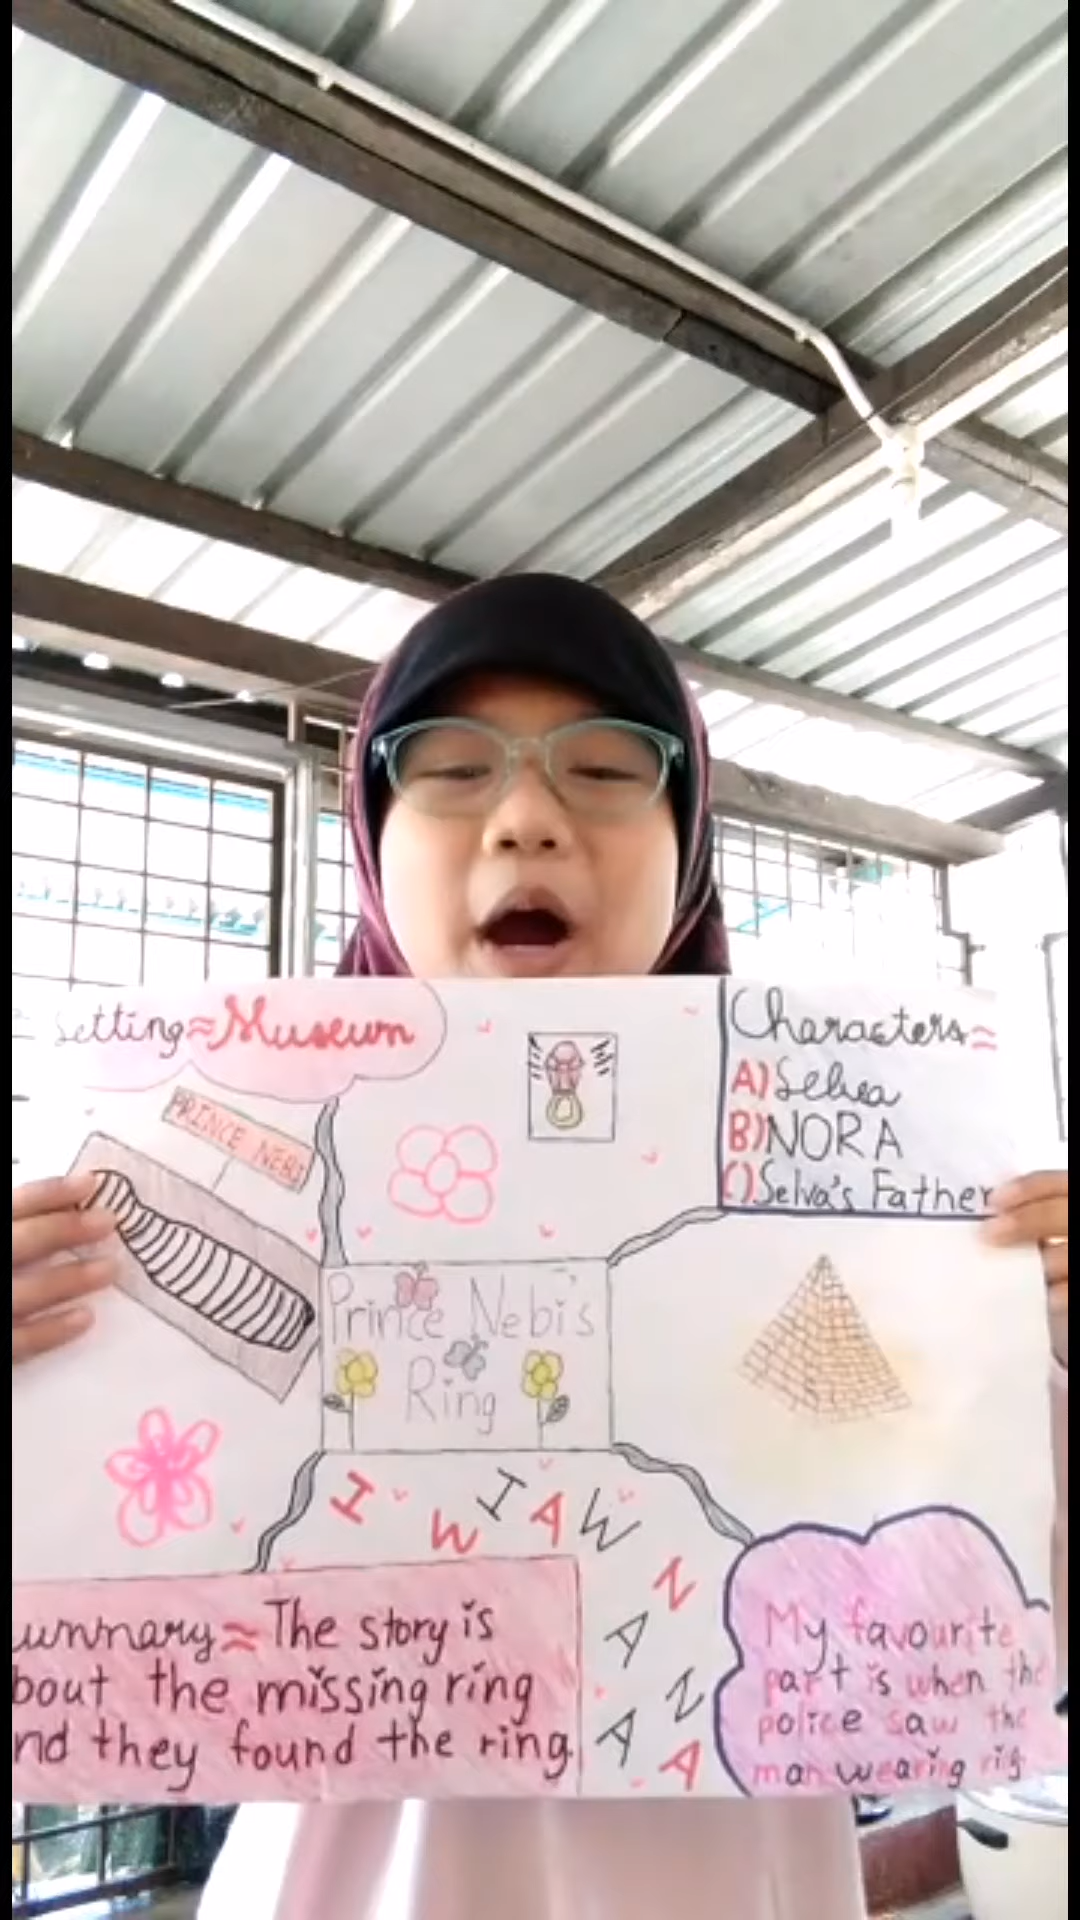 Setting≈Museum
PRINCE NEBI
Characters≈
A) Selva
B) NORA
C) Selva's Father
Prince Nebi's
Ring
ummary≈The story is
bout the missing ring
nd they found the ring.
My favourite
part is when the
police saw the
man wearing rig